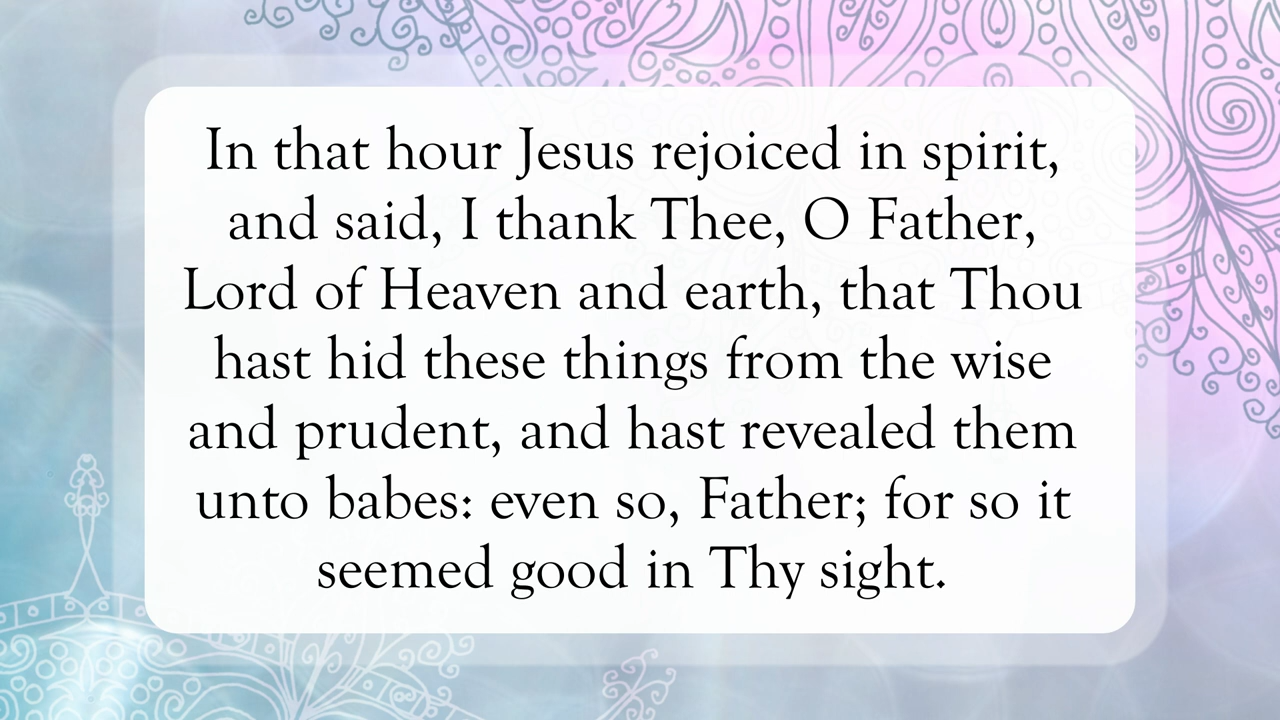 In that hour Jesus rejoiced in spirit,
and said, I thank Thee, O Father,
Lord of Heaven and earth, that Thou
hast hid these things from the wise
and prudent, and hast revealed them
unto babes: even so, Father; for so it
seemed good in Thy sight.